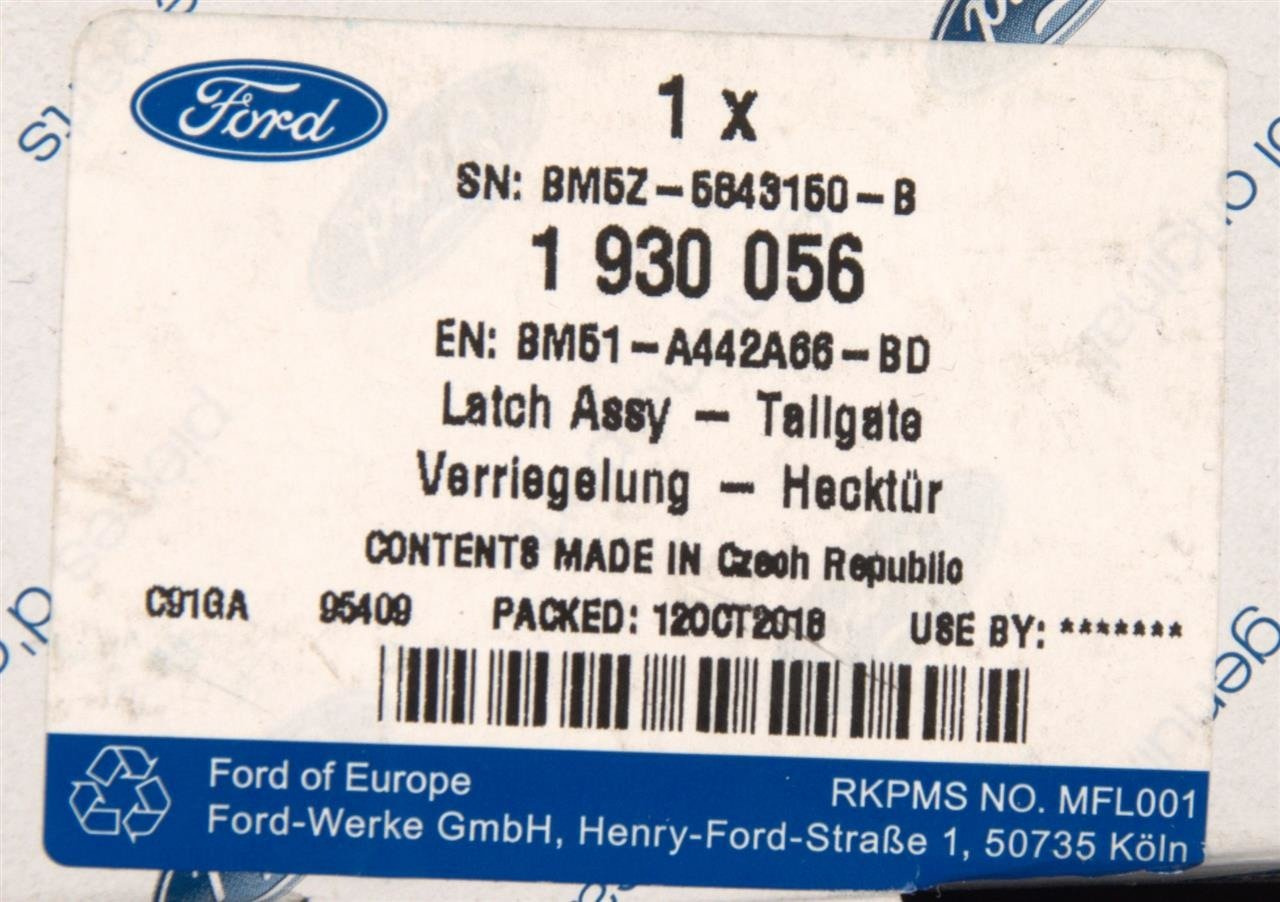 Ford
1 x
SN: BM5Z-5843150-B
1 930 056
EN: BM51-A442A66-BD
Latch Assy - Tailgate
Verriegelung - Hecktür
CONTENTS MADE IN Czech Republic
C91GA 95409 PACKED: 12OCT2018 USE BY: *******
Ford of Europe
RKPMS NO. MFL001
Ford-Werke GmbH, Henry-Ford-Straße 1, 50735 Köln